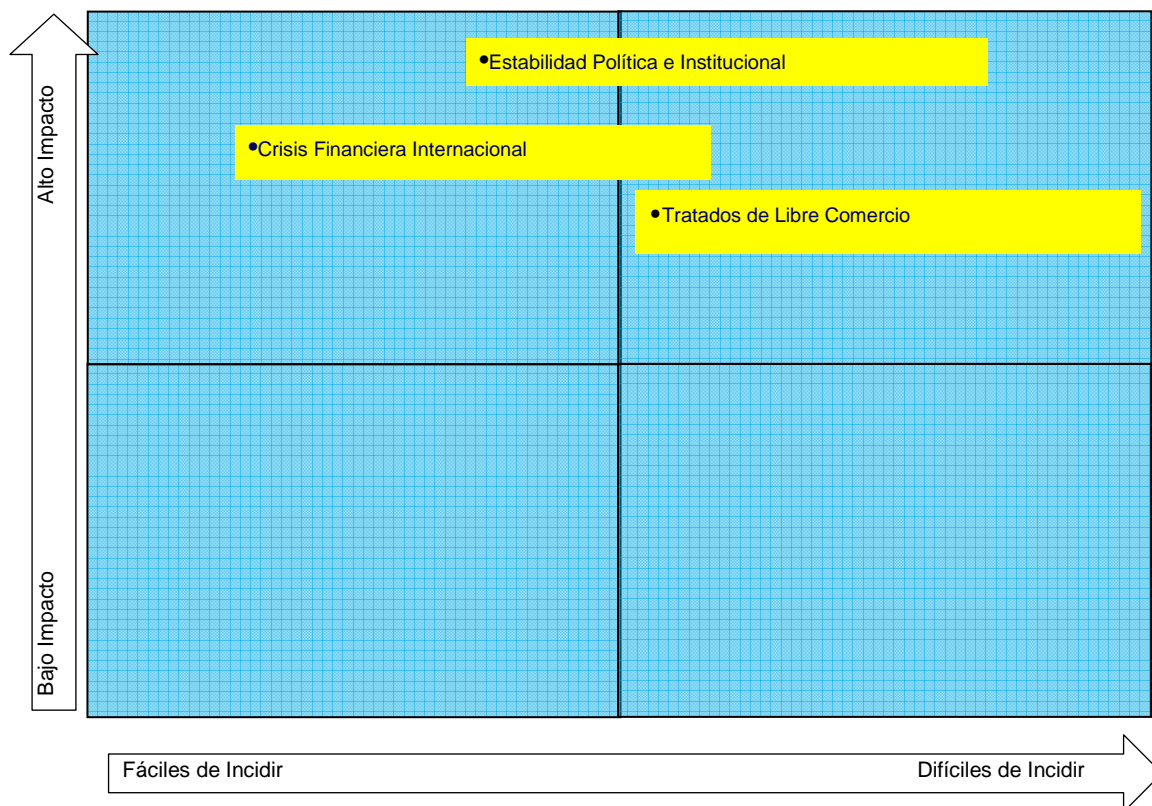 Alto Impacto
•Estabilidad Política e Institucional
•Crisis Financiera Internacional
•Tratados de Libre Comercio
Bajo Impacto
Fáciles de Incidir
Difíciles de Incidir